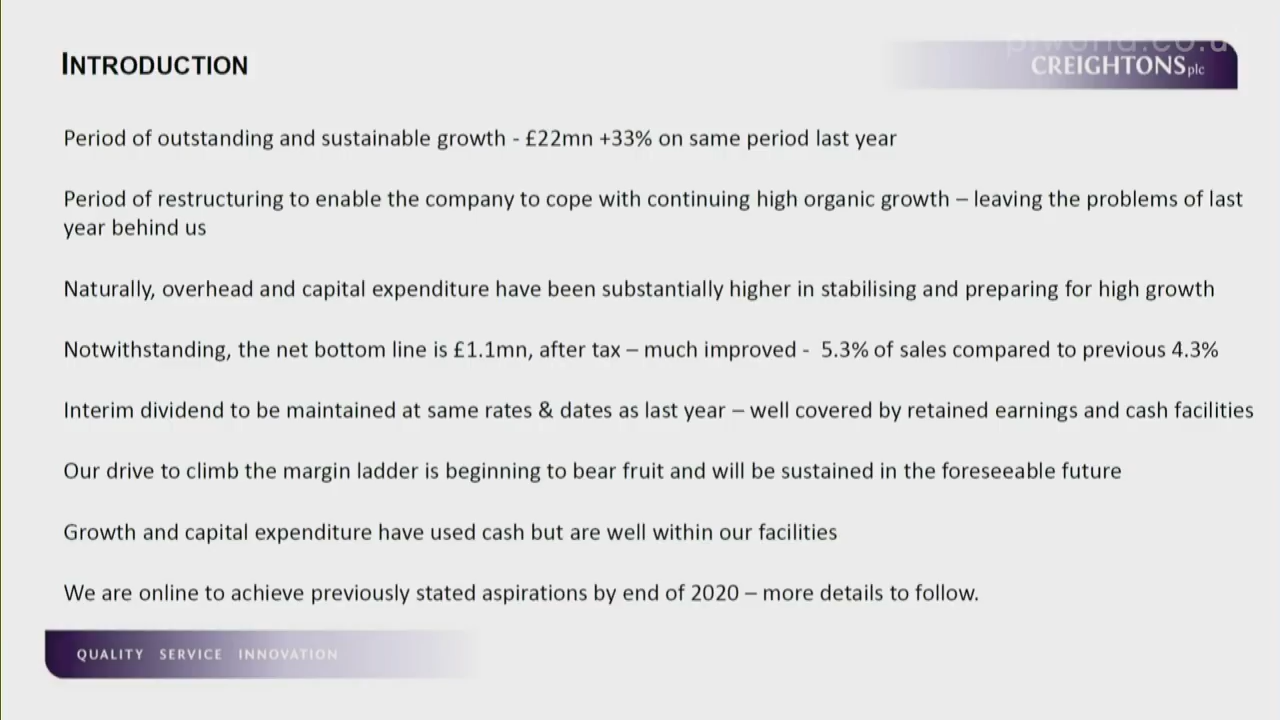 INTRODUCTION
CREIGHTONS plc
Period of outstanding and sustainable growth - £22mn +33% on same period last year
Period of restructuring to enable the company to cope with continuing high organic growth – leaving the problems of last
year behind us
Naturally, overhead and capital expenditure have been substantially higher in stabilising and preparing for high growth
Notwithstanding, the net bottom line is £1.1mn, after tax – much improved -  5.3% of sales compared to previous 4.3%
Interim dividend to be maintained at same rates & dates as last year – well covered by retained earnings and cash facilities
Our drive to climb the margin ladder is beginning to bear fruit and will be sustained in the foreseeable future
Growth and capital expenditure have used cash but are well within our facilities
We are online to achieve previously stated aspirations by end of 2020 – more details to follow.
QUALITY SERVICE INNOVATION